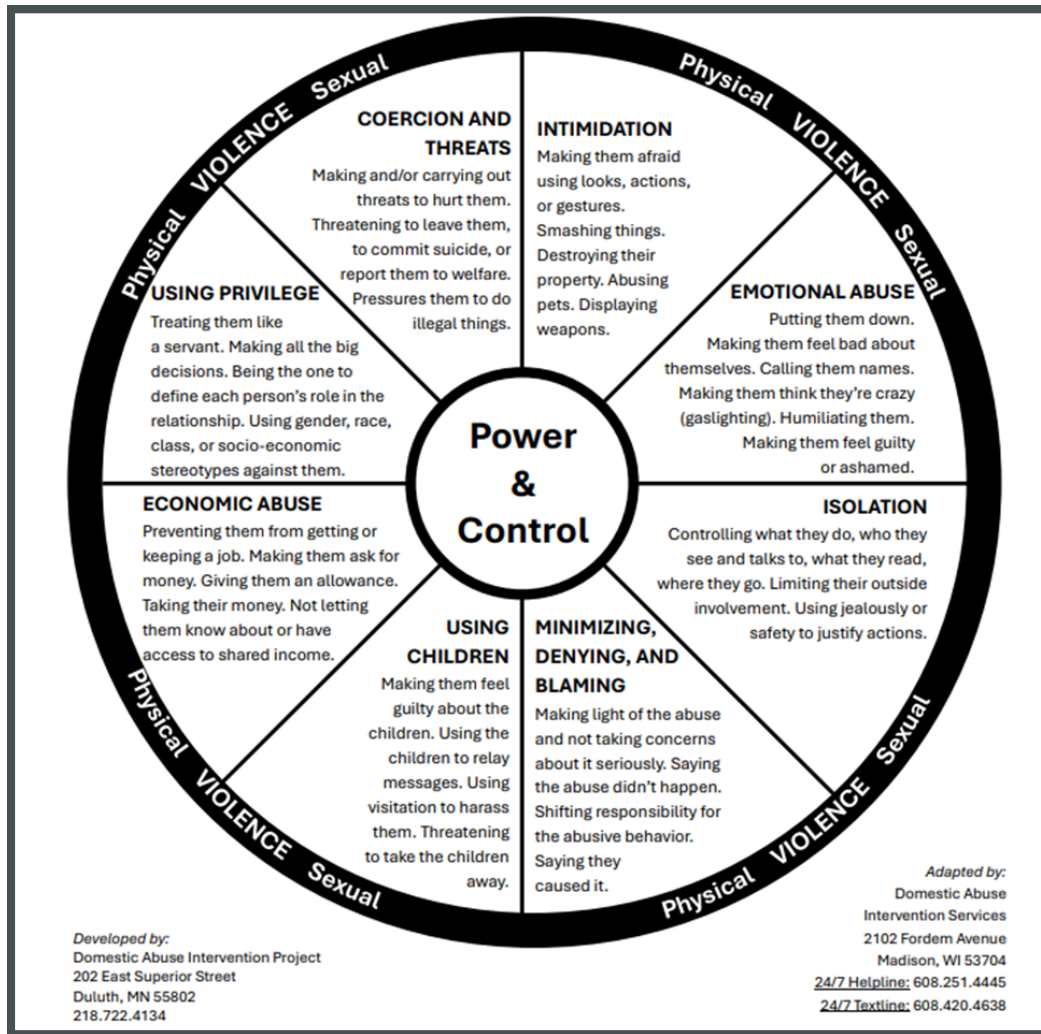 Physical VIOLENCE Sexual
Physical VIOLENCE Sexual
COERCION AND
THREATS
Making and/or carrying out
threats to hurt them.
Threatening to leave them,
to commit suicide, or
report them to welfare.
Pressures them to do
illegal things.
INTIMIDATION
Making them afraid
using looks, actions,
or gestures.
Smashing things.
Destroying their
property. Abusing
pets. Displaying
weapons.
USING PRIVILEGE
Treating them like
a servant. Making all the big
decisions. Being the one to
define each person's role in the
relationship. Using gender, race,
class, or socio-economic
stereotypes against them.
EMOTIONAL ABUSE
Putting them down.
Making them feel bad about
themselves. Calling them names.
Making them think they're crazy
(gaslighting). Humiliating them.
Making them feel guilty
or ashamed.
Power
&
Control
ECONOMIC ABUSE
Preventing them from getting or
keeping a job. Making them ask for
money. Giving them an allowance.
Taking their money. Not letting
them know about or have
access to shared income.
ISOLATION
Controlling what they do, who they
see and talks to, what they read,
where they go. Limiting their outside
involvement. Using jealously or
safety to justify actions.
USING
CHILDREN
Making them feel
guilty about the
children. Using the
children to relay
messages. Using
visitation to harass
them. Threatening
to take the children
away.
MINIMIZING,
DENYING, AND
BLAMING
Making light of the abuse
and not taking concerns
about it seriously. Saying
the abuse didn't happen.
Shifting responsibility for
the abusive behavior.
Saying they
caused it.
Physical VIOLENCE Sexual
Physical VIOLENCE Sexual
Developed by:
Domestic Abuse Intervention Project
202 East Superior Street
Duluth, MN 55802
218.722.4134
Adapted by:
Domestic Abuse
Intervention Services
2102 Fordem Avenue
Madison, WI 53704
24/7 Helpline: 608.251.4445
24/7 Textline: 608.420.4638